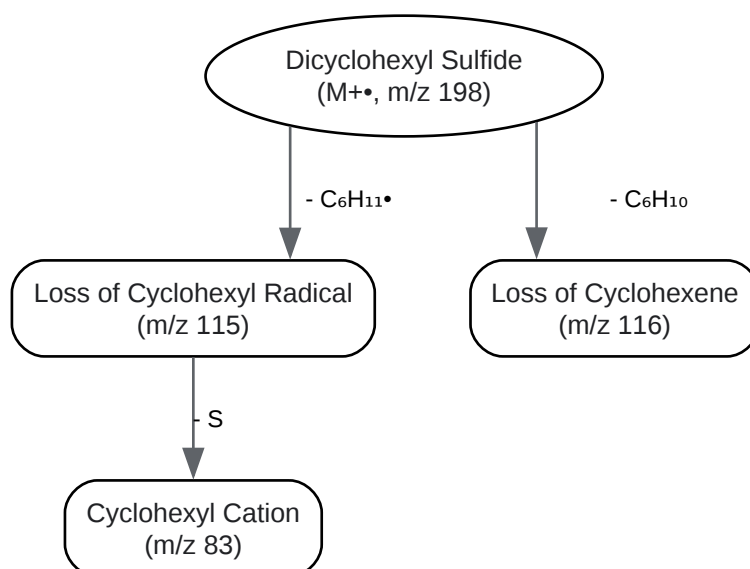 Dicyclohexyl Sulfide
(M+•, m/z 198)
- C₆H₁₁•
- C₆H₁₀
Loss of Cyclohexyl Radical
(m/z 115)
Loss of Cyclohexene
(m/z 116)
- S
Cyclohexyl Cation
(m/z 83)